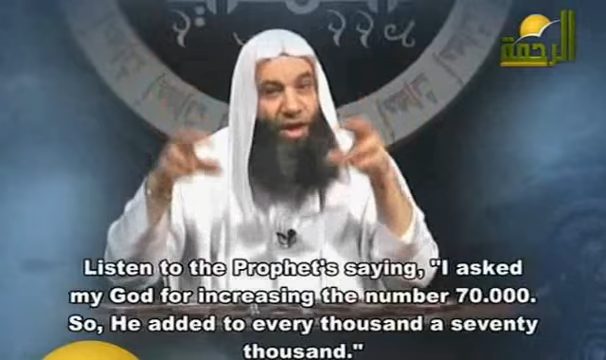 الرحمة
Listen to the Prophet's saying, "I asked
my God for increasing the number 70.000.
So, He added to every thousand a seventy
thousand."